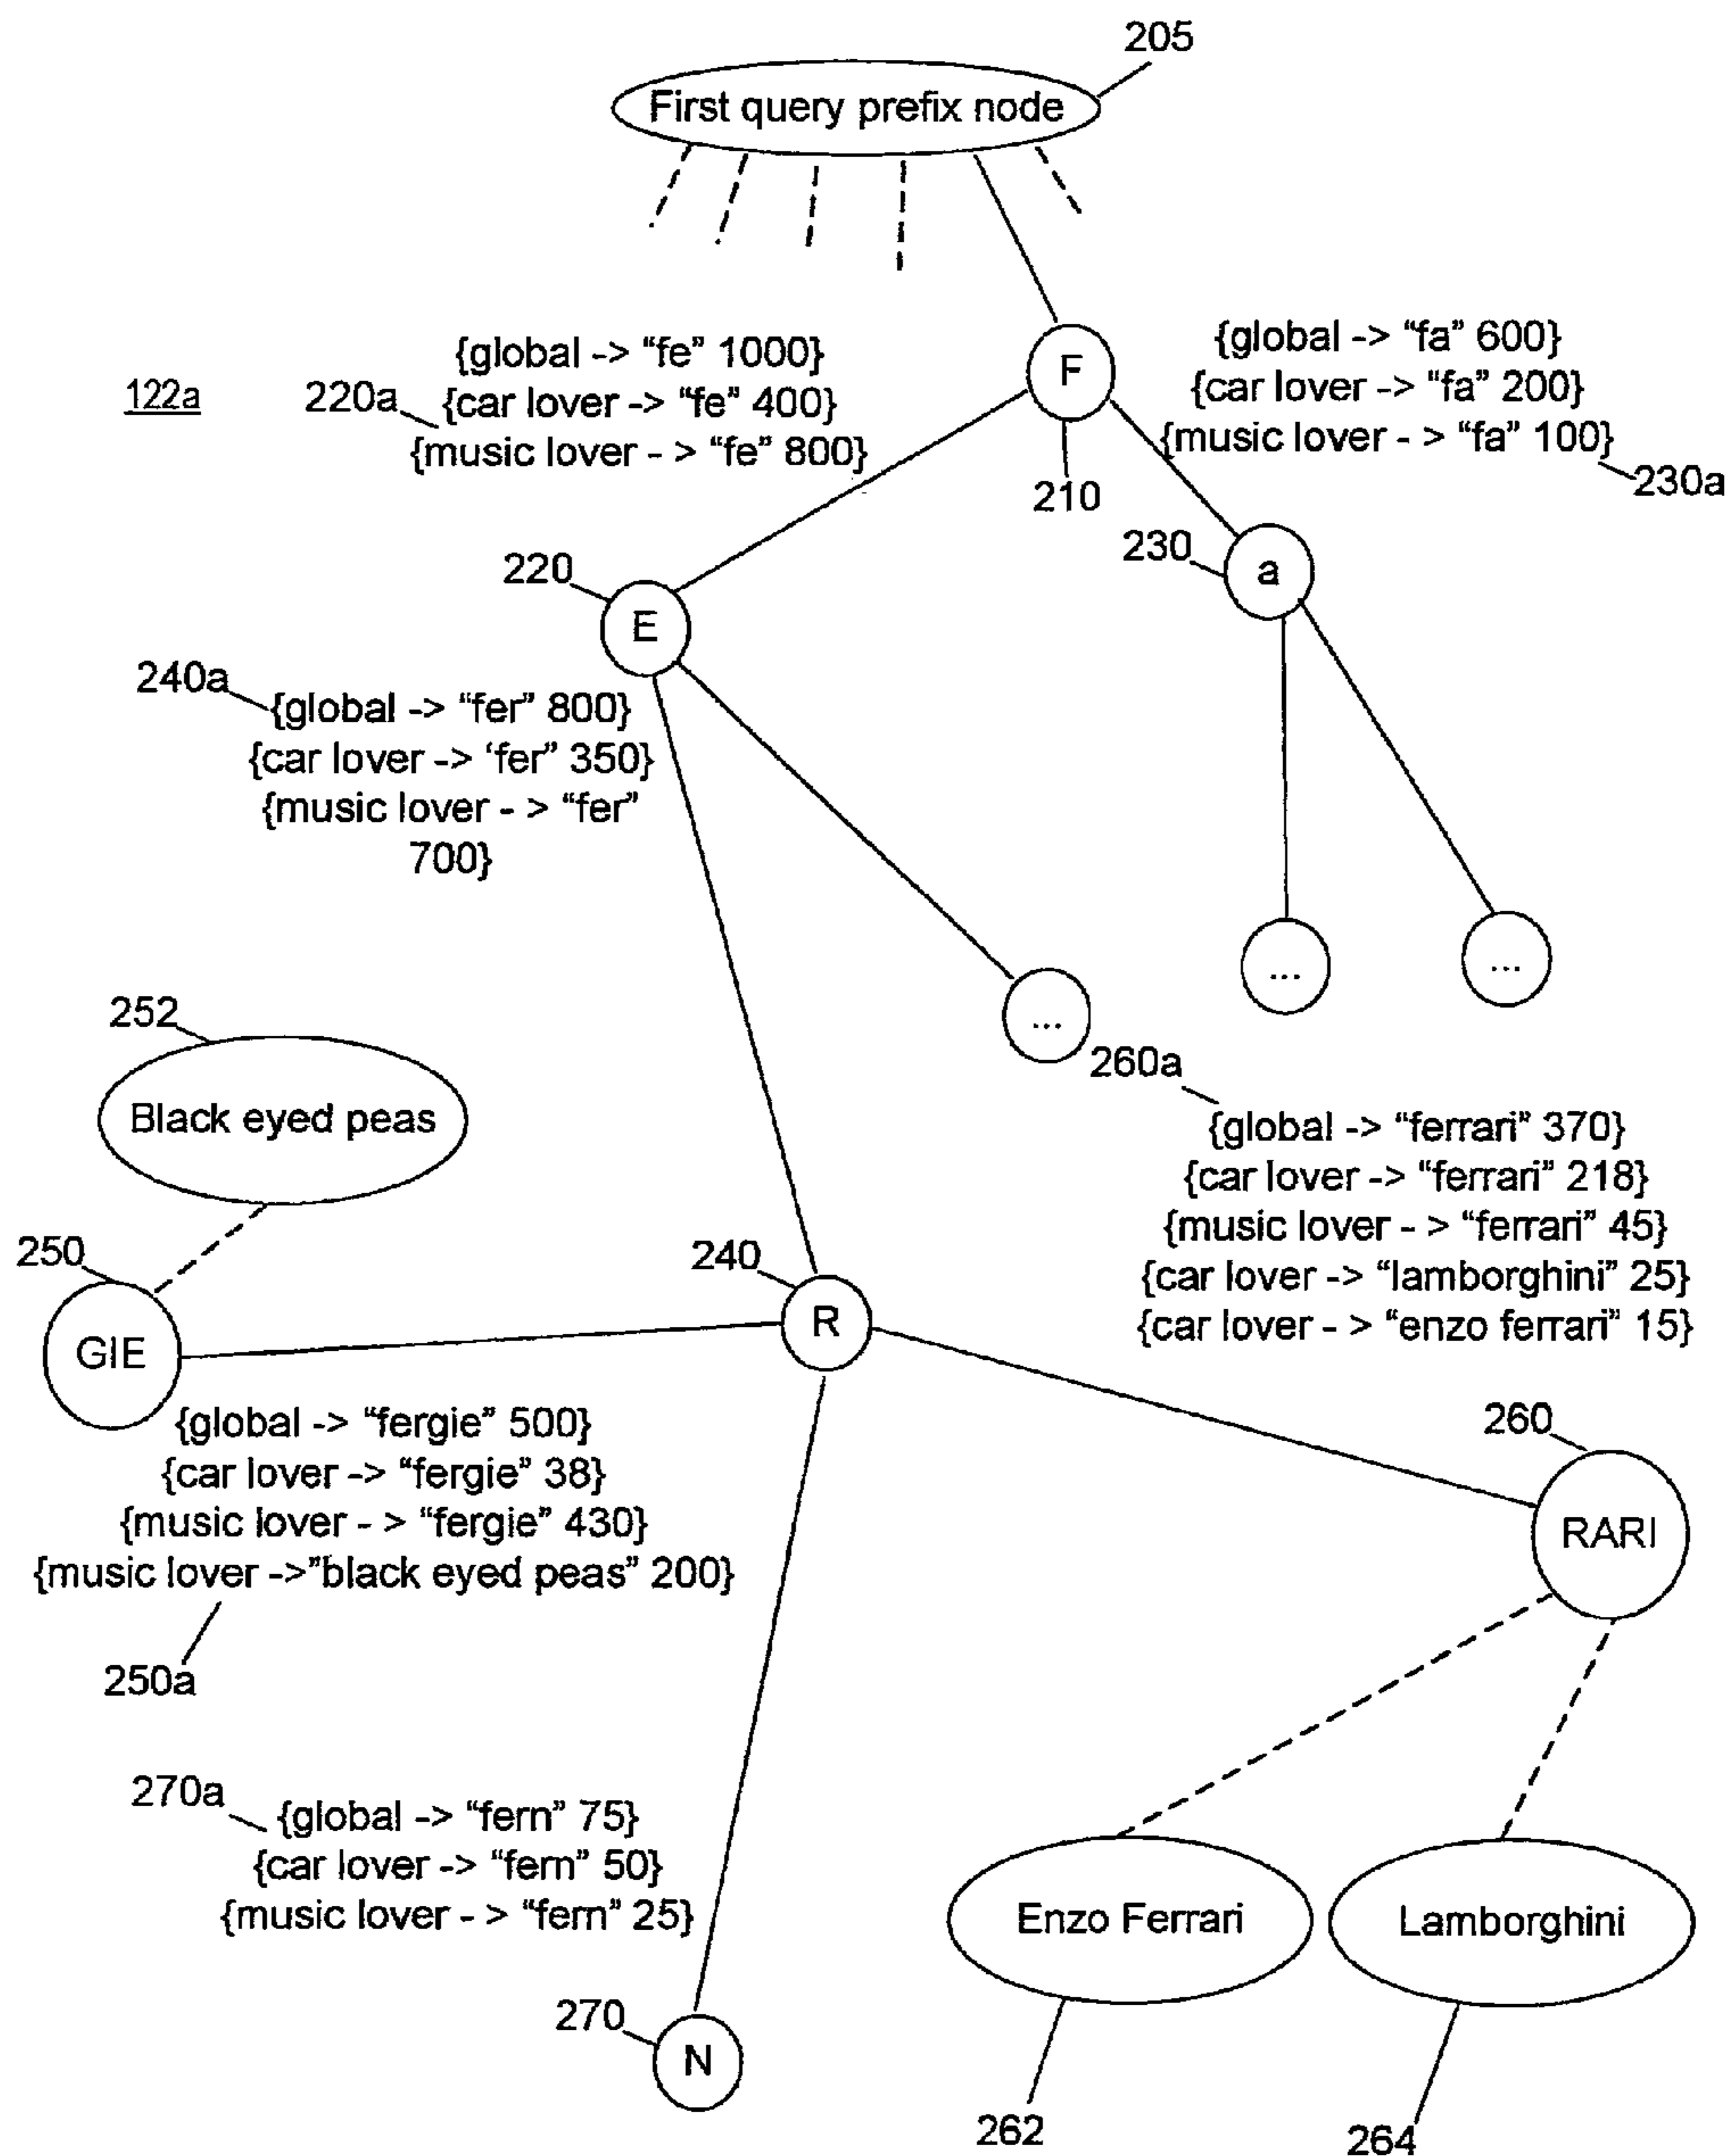 205
First query prefix node
122a
220a
{global -> “fe” 1000}
{car lover -> “fe” 400}
{music lover - > “fe” 800}
F
210
{global -> “fa” 600}
{car lover -> “fa” 200}
{music lover - > “fa” 100}
230a
220
E
230
a
240a
{global -> “fer” 800}
{car lover -> ‘fer” 350}
{music lover - > “fer”
700}
...
...
...
252
Black eyed peas
260a
{global -> “ferrari” 370}
{car lover -> “ferrari” 218}
{music lover - > “ferrari” 45}
{car lover -> “lamborghini” 25}
{car lover - > “enzo ferrari” 15}
250
GIE
240
R
{global -> “fergie” 500}
{car lover -> “fergie” 38}
{music lover - > “fergie” 430}
{music lover ->”black eyed peas” 200}
250a
260
RARI
270a
{global -> “fern” 75}
{car lover -> “fern” 50}
{music lover - > “fern” 25}
Enzo Ferrari
Lamborghini
270
N
262
264